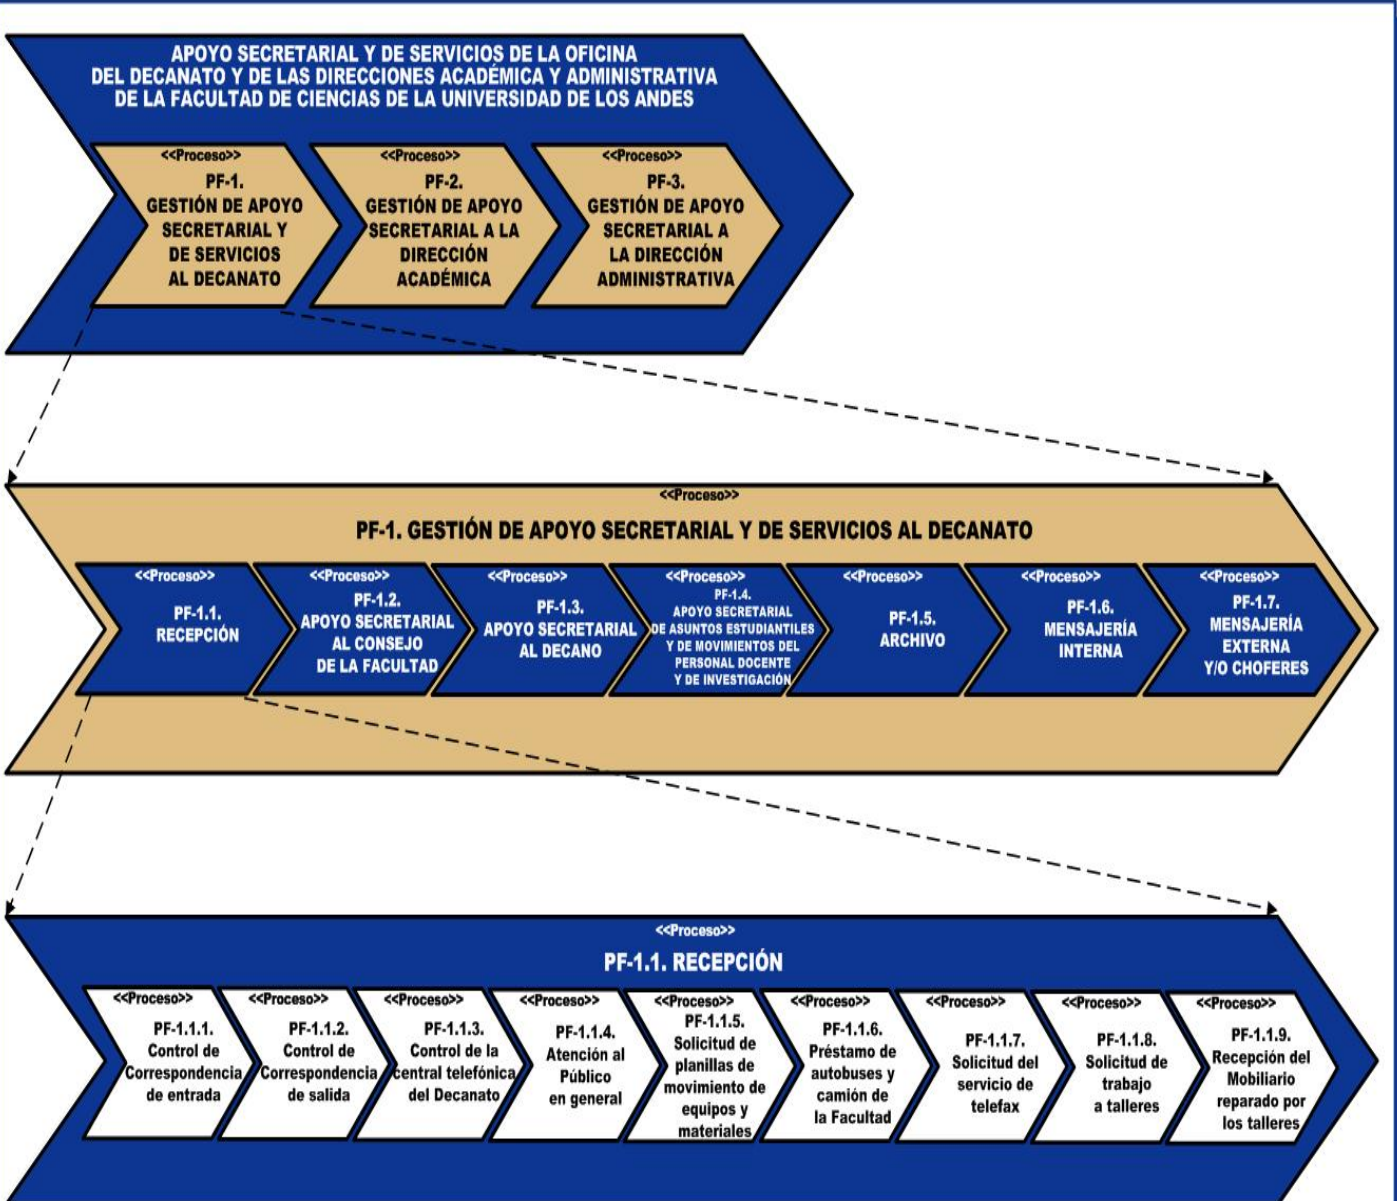 APOYO SECRETARIAL Y DE SERVICIOS DE LA OFICINA
DEL DECANATO Y DE LAS DIRECCIONES ACADÉMICA Y ADMINISTRATIVA
DE LA FACULTAD DE CIENCIAS DE LA UNIVERSIDAD DE LOS ANDES
<<Proceso>>
PF-1.
GESTIÓN DE APOYO
SECRETARIAL Y
DE SERVICIOS
AL DECANATO
<<Proceso>>
PF-2.
GESTIÓN DE APOYO
SECRETARIAL A LA
DIRECCIÓN
ACADÉMICA
<<Proceso>>
PF-3.
GESTIÓN DE APOYO
SECRETARIAL A
LA DIRECCIÓN
ADMINISTRATIVA
<<Proceso>>
PF-1. GESTIÓN DE APOYO SECRETARIAL Y DE SERVICIOS AL DECANATO
<<Proceso>>
PF-1.1.
RECEPCIÓN
<<Proceso>>
PF-1.2.
APOYO SECRETARIAL
AL CONSEJO
DE LA FACULTAD
<<Proceso>>
PF-1.3.
APOYO SECRETARIAL
AL DECANO
<<Proceso>>
PF-1.4.
APOYO SECRETARIAL
DE ASUNTOS ESTUDIANTILES
Y DE MOVIMIENTOS DEL
PERSONAL DOCENTE
Y DE INVESTIGACIÓN
<<Proceso>>
PF-1.5.
ARCHIVO
<<Proceso>>
PF-1.6.
MENSAJERÍA
INTERNA
<<Proceso>>
PF-1.7.
MENSAJERÍA
EXTERNA
Y/O CHOFERES
<<Proceso>>
PF-1.1. RECEPCIÓN
<<Proceso>>
PF-1.1.1.
Control de
Correspondencia
de entrada
<<Proceso>>
PF-1.1.2.
Control de
Correspondencia
de salida
<<Proceso>>
PF-1.1.3.
Control de la
central telefónica
del Decanato
<<Proceso>>
PF-1.1.4.
Atención al
Público
en general
<<Proceso>>
PF-1.1.5.
Solicitud de
planillas de
movimiento de
equipos y
materiales
<<Proceso>>
PF-1.1.6.
Préstamo de
autobuses y
camión de
la Facultad
<<Proceso>>
PF-1.1.7.
Solicitud del
servicio de
telefax
<<Proceso>>
PF-1.1.8.
Solicitud de
trabajo
a talleres
<<Proceso>>
PF-1.1.9.
Recepción del
Mobiliario
reparado por
los talleres